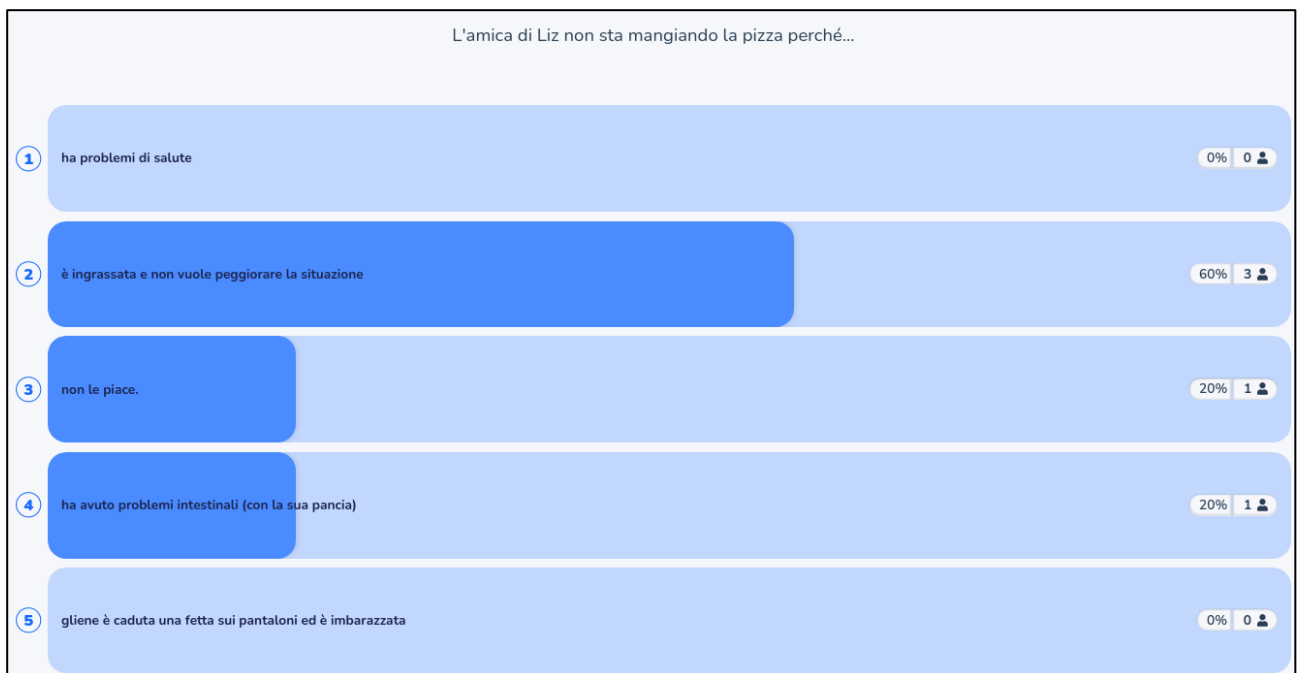 L'amica di Liz non sta mangiando la pizza perché...
1 ha problemi di salute 0% 0
2 è ingrassata e non vuole peggiorare la situazione 60% 3
3 non le piace. 20% 1
4 ha avuto problemi intestinali (con la sua pancia) 20% 1
5 gliene è caduta una fetta sui pantaloni ed è imbarazzata 0% 0